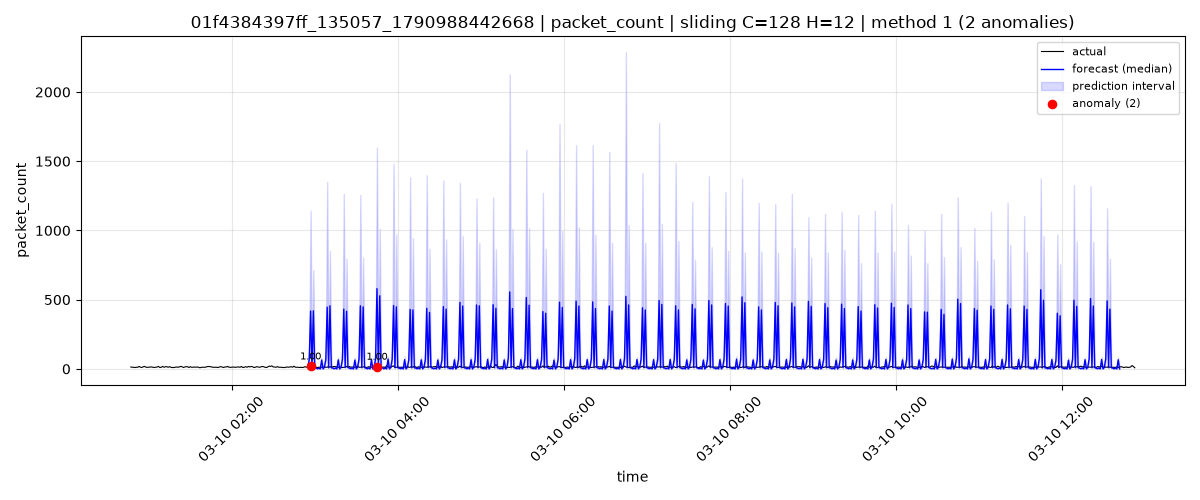 01f4384397ff_135057_1790988442668 | packet_count | sliding C=128 H=12 | method 1 (2 anomalies)
actual
forecast (median)
prediction interval
anomaly (2)
packet_count
2000
1500
1000
500
0
1.00
1.00
03-10 02:00
03-10 04:00
03-10 06:00
03-10 08:00
03-10 10:00
03-10 12:00
time